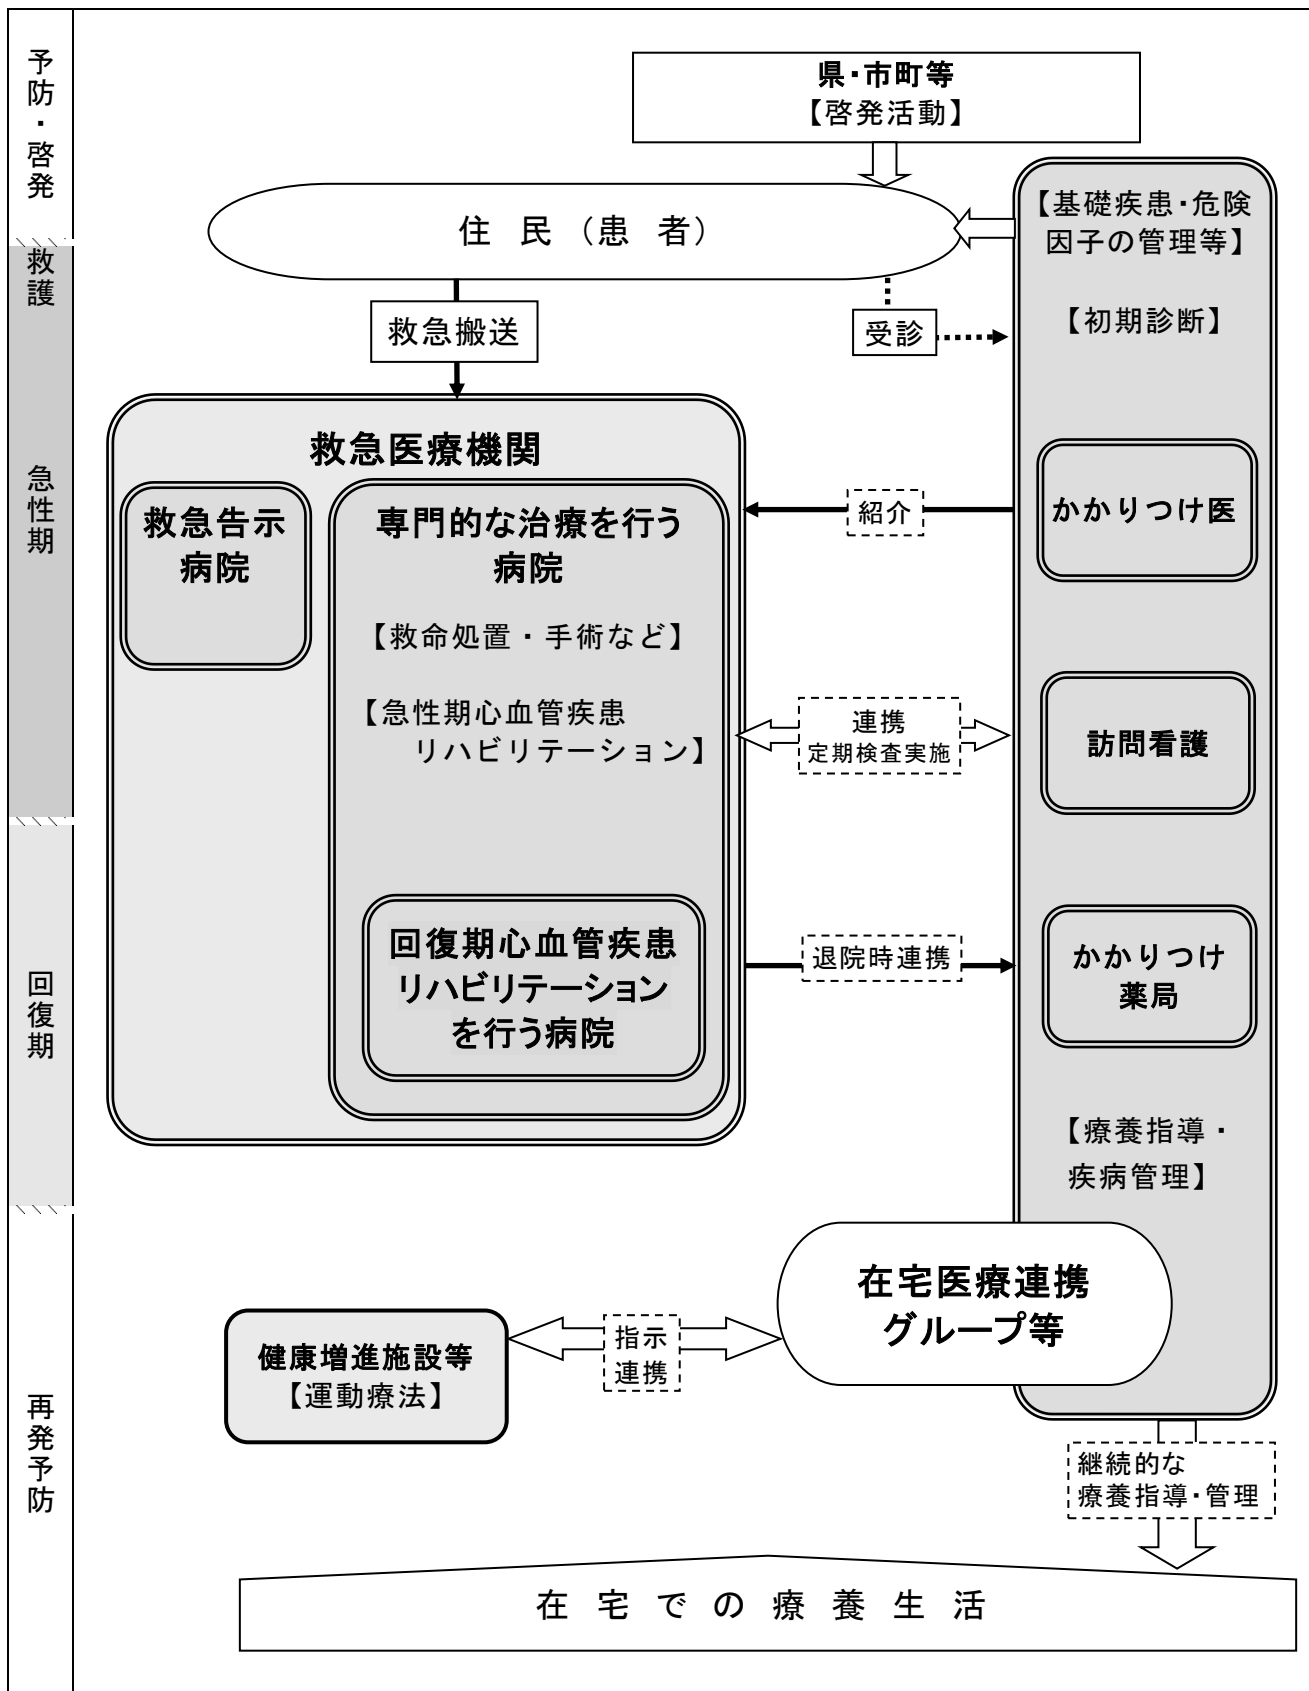 予防・啓発
救護
急性期
回復期
再発予防
県・市町等
【啓発活動】
住民（患者）
【基礎疾患・危険
因子の管理等】
【初期診断】
救急搬送
受診
救急医療機関
救急告示
病院
専門的な治療を行う
病院
【救命処置・手術など】
【急性期心血管疾患
リハビリテーション】
紹介
かかりつけ医
連携
定期検査実施
訪問看護
回復期心血管疾患
リハビリテーション
を行う病院
退院時連携
かかりつけ
薬局
【療養指導・
疾病管理】
在宅医療連携
グループ等
健康増進施設等
【運動療法】
指示
連携
継続的な
療養指導・管理
在宅での療養生活